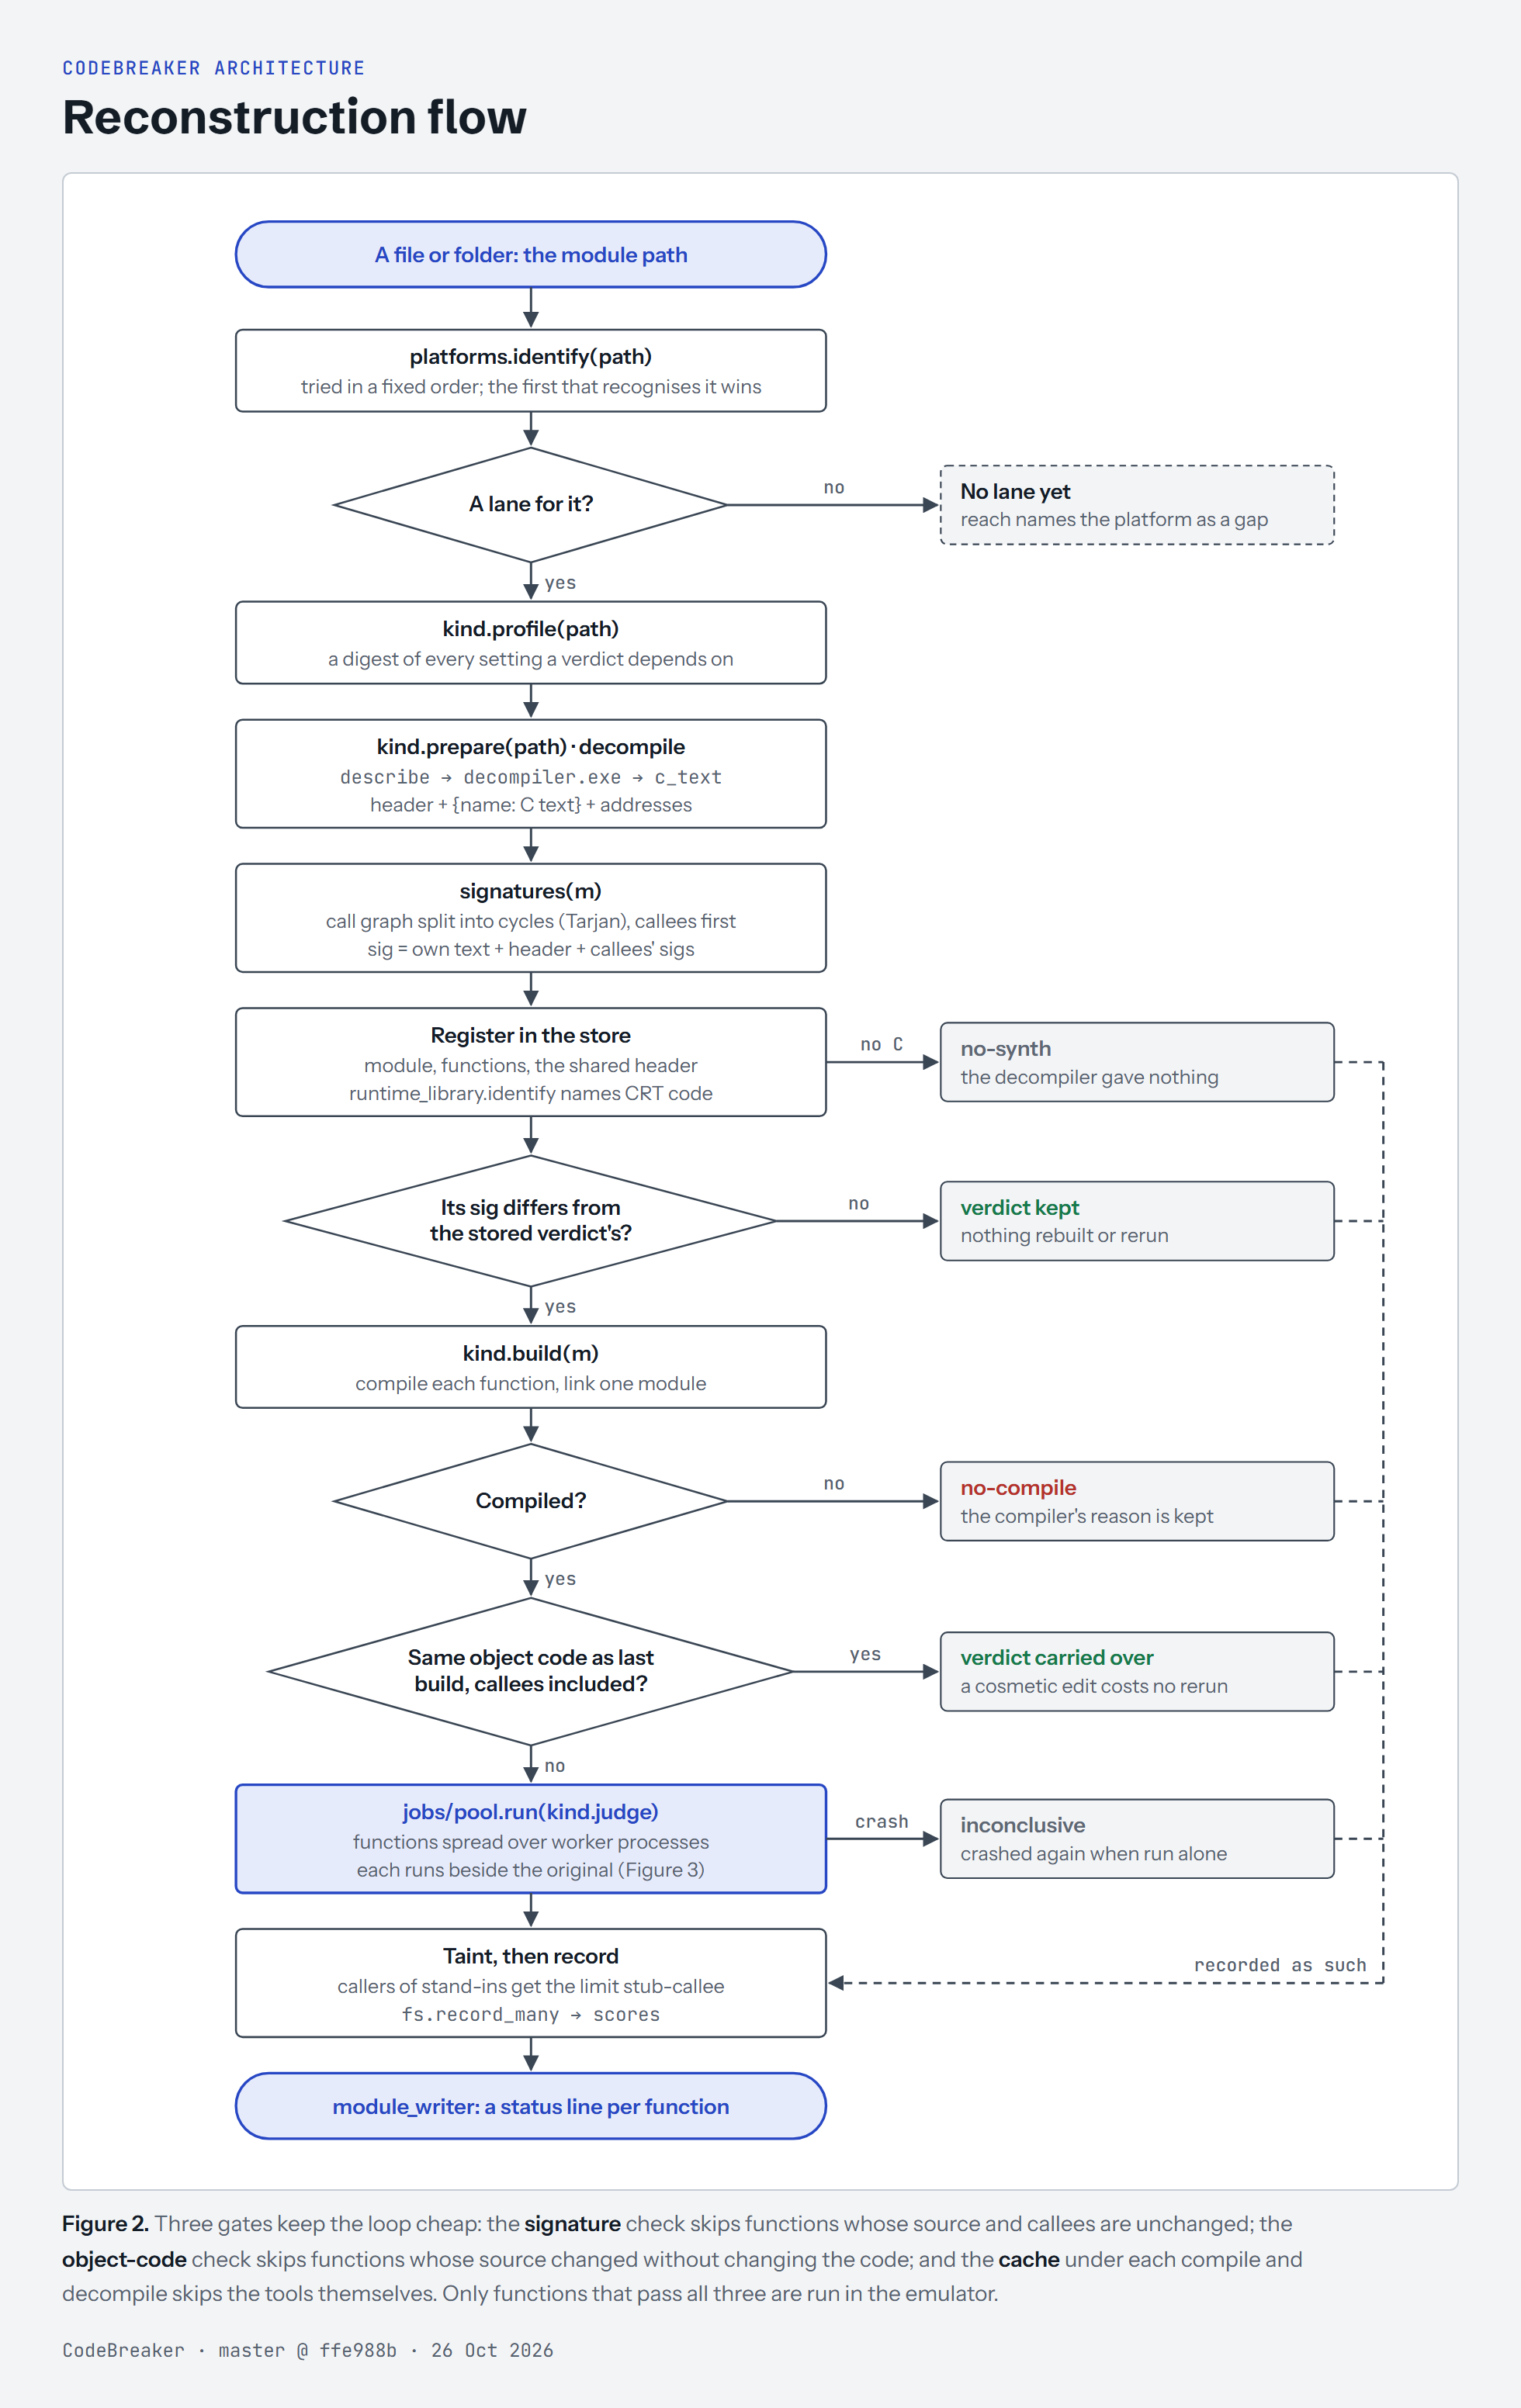 CODEBREAKER ARCHITECTURE
Reconstruction flow
A file or folder: the module path
platforms.identify(path)
tried in a fixed order; the first that recognises it wins
A lane for it?
no
No lane yet
reach names the platform as a gap
yes
kind.profile(path)
a digest of every setting a verdict depends on
kind.prepare(path) · decompile
describe → decompiler.exe → c_text
header + {name: C text} + addresses
signatures(m)
call graph split into cycles (Tarjan), callees first
sig = own text + header + callees' sigs
Register in the store
module, functions, the shared header
runtime_library.identify names CRT code
no C
no-synth
the decompiler gave nothing
Its sig differs from
the stored verdict's?
no
verdict kept
nothing rebuilt or rerun
yes
kind.build(m)
compile each function, link one module
Compiled?
no
no-compile
the compiler's reason is kept
yes
Same object code as last
build, callees included?
yes
verdict carried over
a cosmetic edit costs no rerun
no
jobs/pool.run(kind.judge)
functions spread over worker processes
each runs beside the original (Figure 3)
crash
inconclusive
crashed again when run alone
Taint, then record
callers of stand-ins get the limit stub-callee
fs.record_many → scores
recorded as such
module_writer: a status line per function
Figure 2. Three gates keep the loop cheap: the signature check skips functions whose source and callees are unchanged; the
object-code check skips functions whose source changed without changing the code; and the cache under each compile and
decompile skips the tools themselves. Only functions that pass all three are run in the emulator.
CodeBreaker · master @ ffe988b · 26 Oct 2026